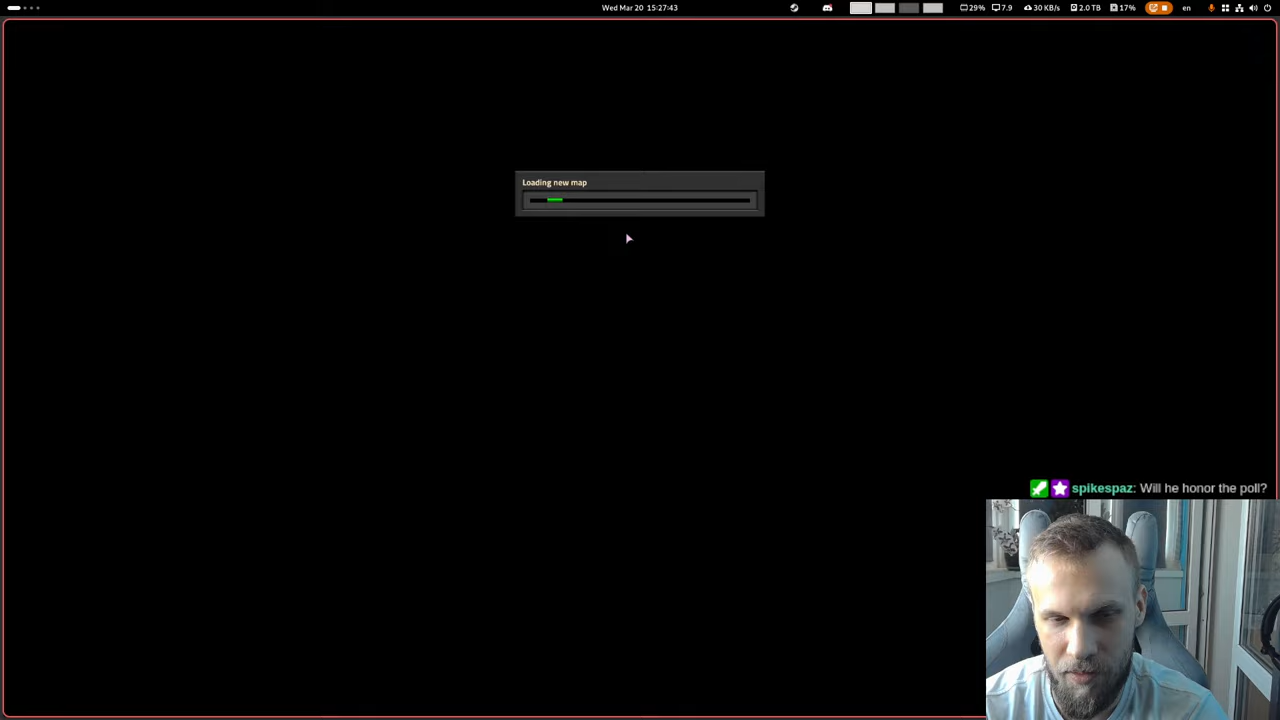 Wed Mar 20 15:27:43
29% 7.9 30 KB/s 2.0 TB 17% en
Loading new map
spikespaz: Will he honor the poll?